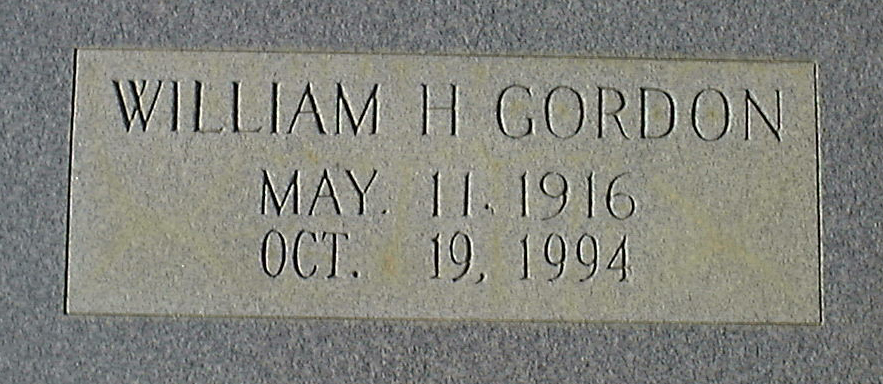 WILLIAM H GORDON
MAY. 11, 1916
OCT. 19, 1994